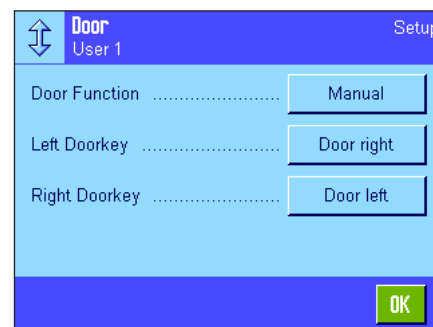 Door
User 1
Setup
Door Function ........................ Manual
Left Doorkey .......................... Door right
Right Doorkey ........................ Door left
OK